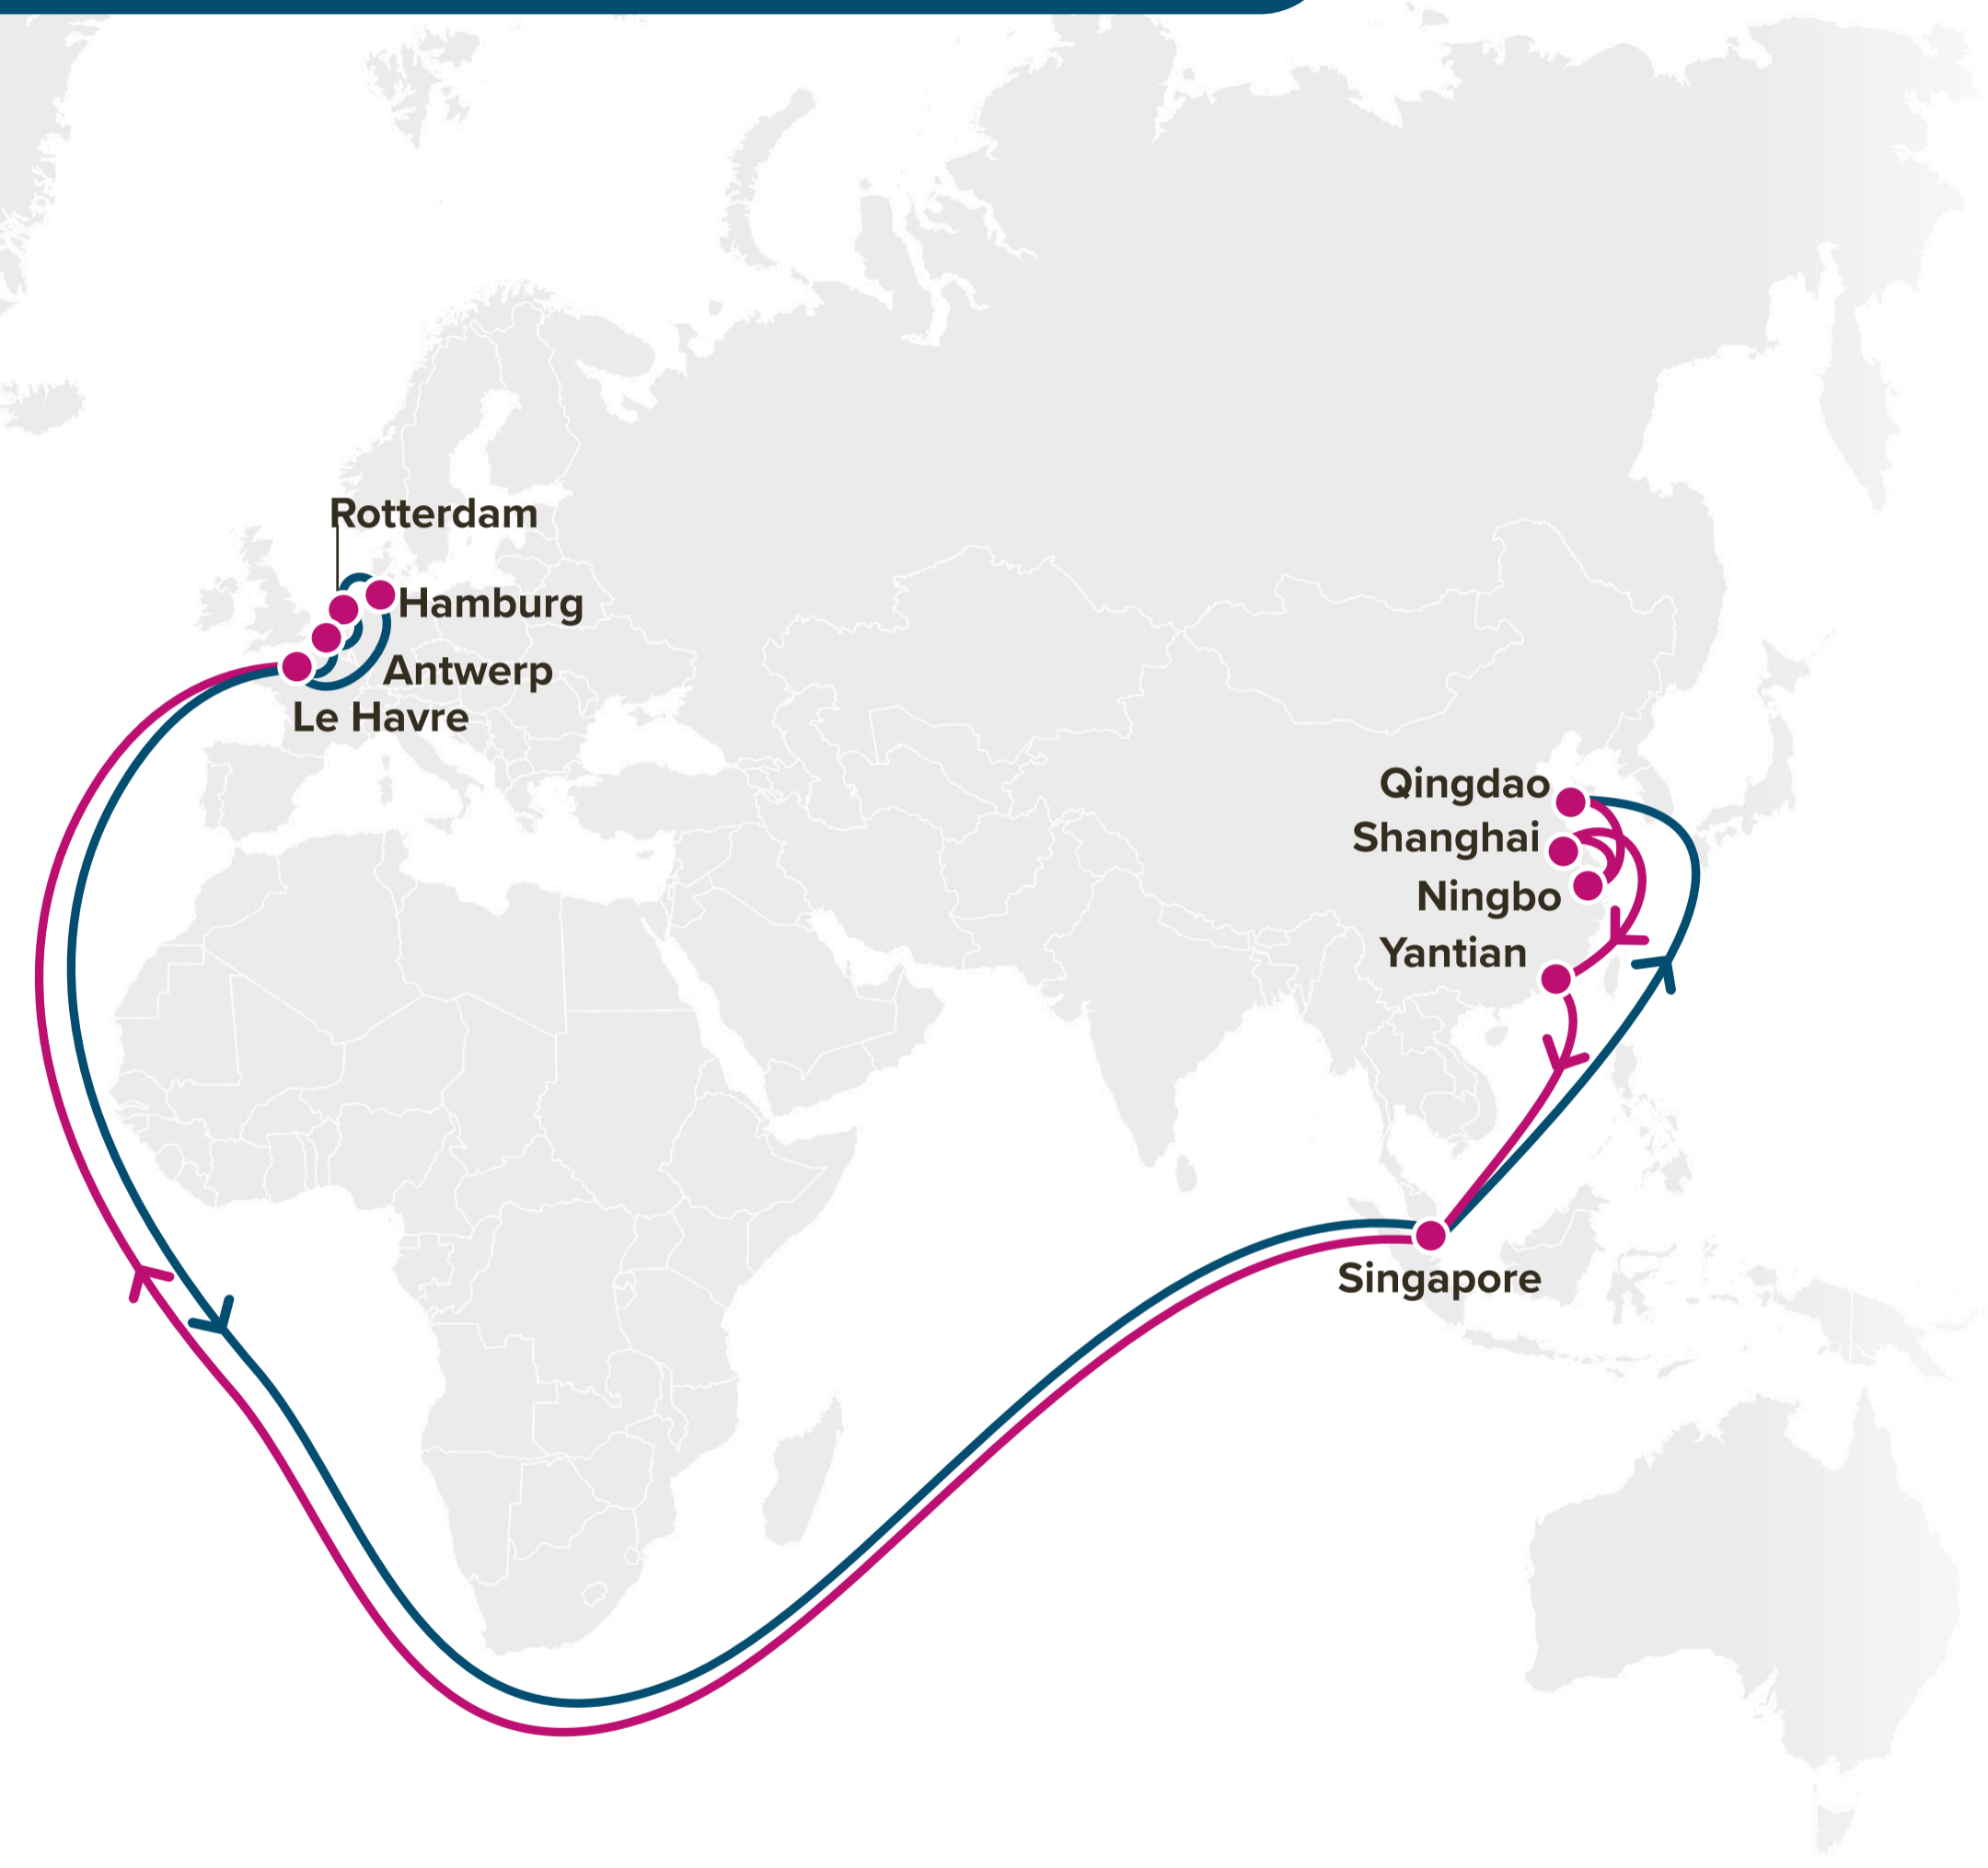 Rotterdam
Hamburg
Antwerp
Le Havre
Qingdao
Shanghai
Ningbo
Yantian
Singapore